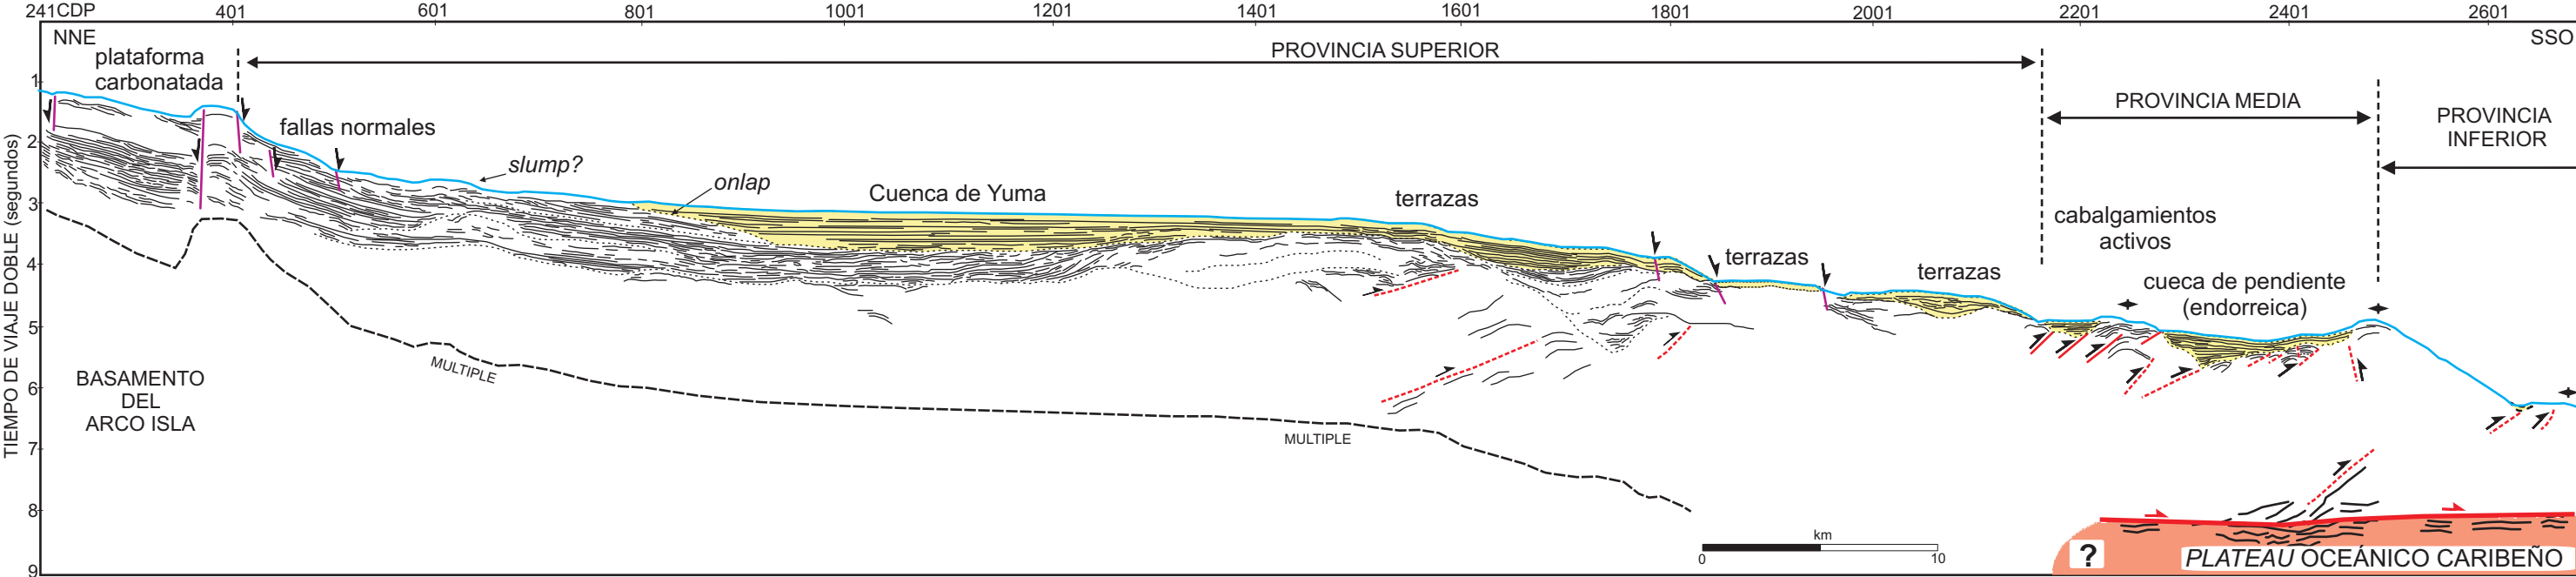 241CDP 401 601 801 1001 1201 1401 1601 1801 2001 2201 2401 2601
NNE
SSO
plataforma
carbonatada
PROVINCIA SUPERIOR
PROVINCIA MEDIA
PROVINCIA
INFERIOR
fallas normales
slump?
onlap
Cuenca de Yuma
terrazas
terrazas
terrazas
cabalgamientos
activos
cueca de pendiente
(endorreica)
TIEMPO DE VIAJE DOBLE (segundos)
1
2
3
4
5
6
7
8
9
BASAMENTO
DEL
ARCO ISLA
MULTIPLE
MULTIPLE
km
0 10
?
PLATEAU OCEÁNICO CARIBEÑO